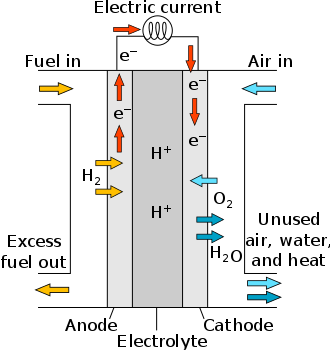 Electric current
Fuel in
e⁻
Air in
e⁻
e⁻
e⁻
H₂
H⁺
H⁺
O₂
H₂O
Excess
fuel out
Unused
air, water,
and heat
Anode
Cathode
Electrolyte